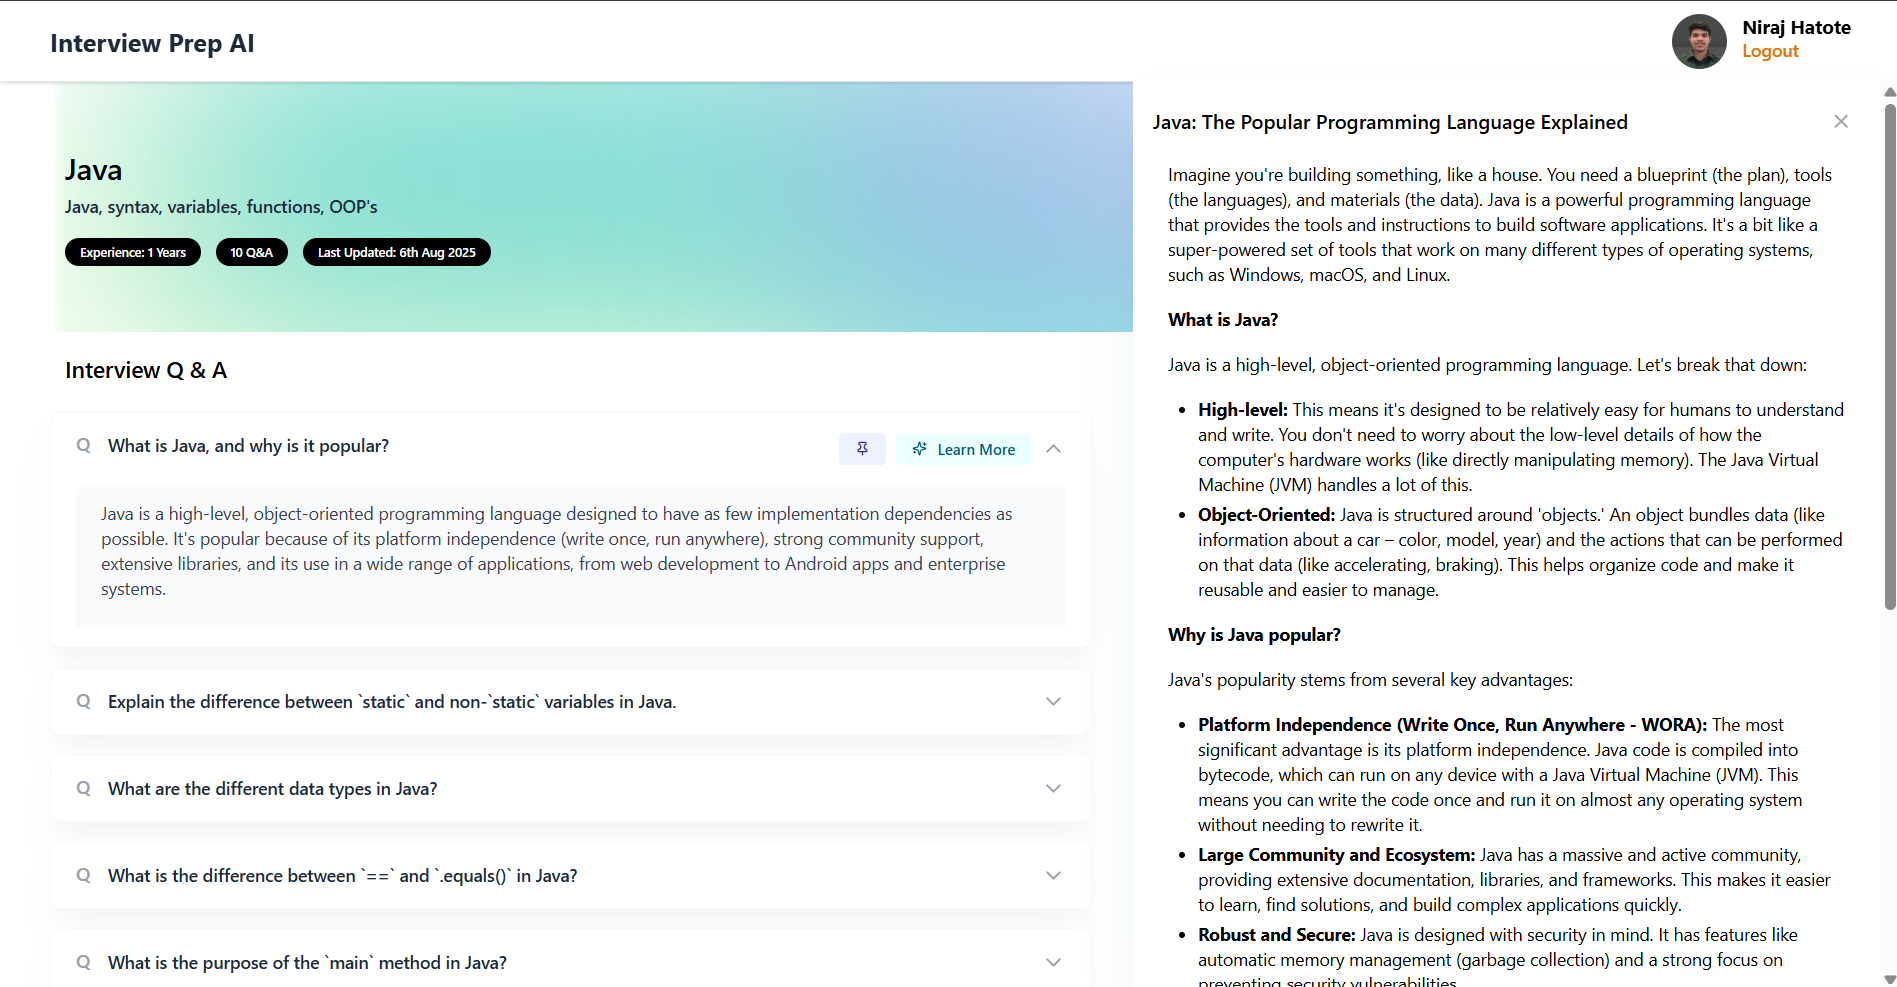 Interview Prep AI
Niraj Hatote
Logout
Java
Java, syntax, variables, functions, OOP's
Experience: 1 Years
10 Q&A
Last Updated: 6th Aug 2025
Interview Q & A
Q What is Java, and why is it popular?
Learn More
Java is a high-level, object-oriented programming language designed to have as few implementation dependencies as
possible. It's popular because of its platform independence (write once, run anywhere), strong community support,
extensive libraries, and its use in a wide range of applications, from web development to Android apps and enterprise
systems.
Q Explain the difference between `static` and non-`static` variables in Java.
Q What are the different data types in Java?
Q What is the difference between `==` and `.equals()` in Java?
Q What is the purpose of the `main` method in Java?
Java: The Popular Programming Language Explained
Imagine you're building something, like a house. You need a blueprint (the plan), tools
(the languages), and materials (the data). Java is a powerful programming language
that provides the tools and instructions to build software applications. It's a bit like a
super-powered set of tools that work on many different types of operating systems,
such as Windows, macOS, and Linux.
What is Java?
Java is a high-level, object-oriented programming language. Let's break that down:
• High-level: This means it's designed to be relatively easy for humans to understand
and write. You don't need to worry about the low-level details of how the
computer's hardware works (like directly manipulating memory). The Java Virtual
Machine (JVM) handles a lot of this.
• Object-Oriented: Java is structured around 'objects.' An object bundles data (like
information about a car – color, model, year) and the actions that can be performed
on that data (like accelerating, braking). This helps organize code and make it
reusable and easier to manage.
Why is Java popular?
Java's popularity stems from several key advantages:
• Platform Independence (Write Once, Run Anywhere - WORA): The most
significant advantage is its platform independence. Java code is compiled into
bytecode, which can run on any device with a Java Virtual Machine (JVM). This
means you can write the code once and run it on almost any operating system
without needing to rewrite it.
• Large Community and Ecosystem: Java has a massive and active community,
providing extensive documentation, libraries, and frameworks. This makes it easier
to learn, find solutions, and build complex applications quickly.
• Robust and Secure: Java is designed with security in mind. It has features like
automatic memory management (garbage collection) and a strong focus on
preventing security vulnerabilities.